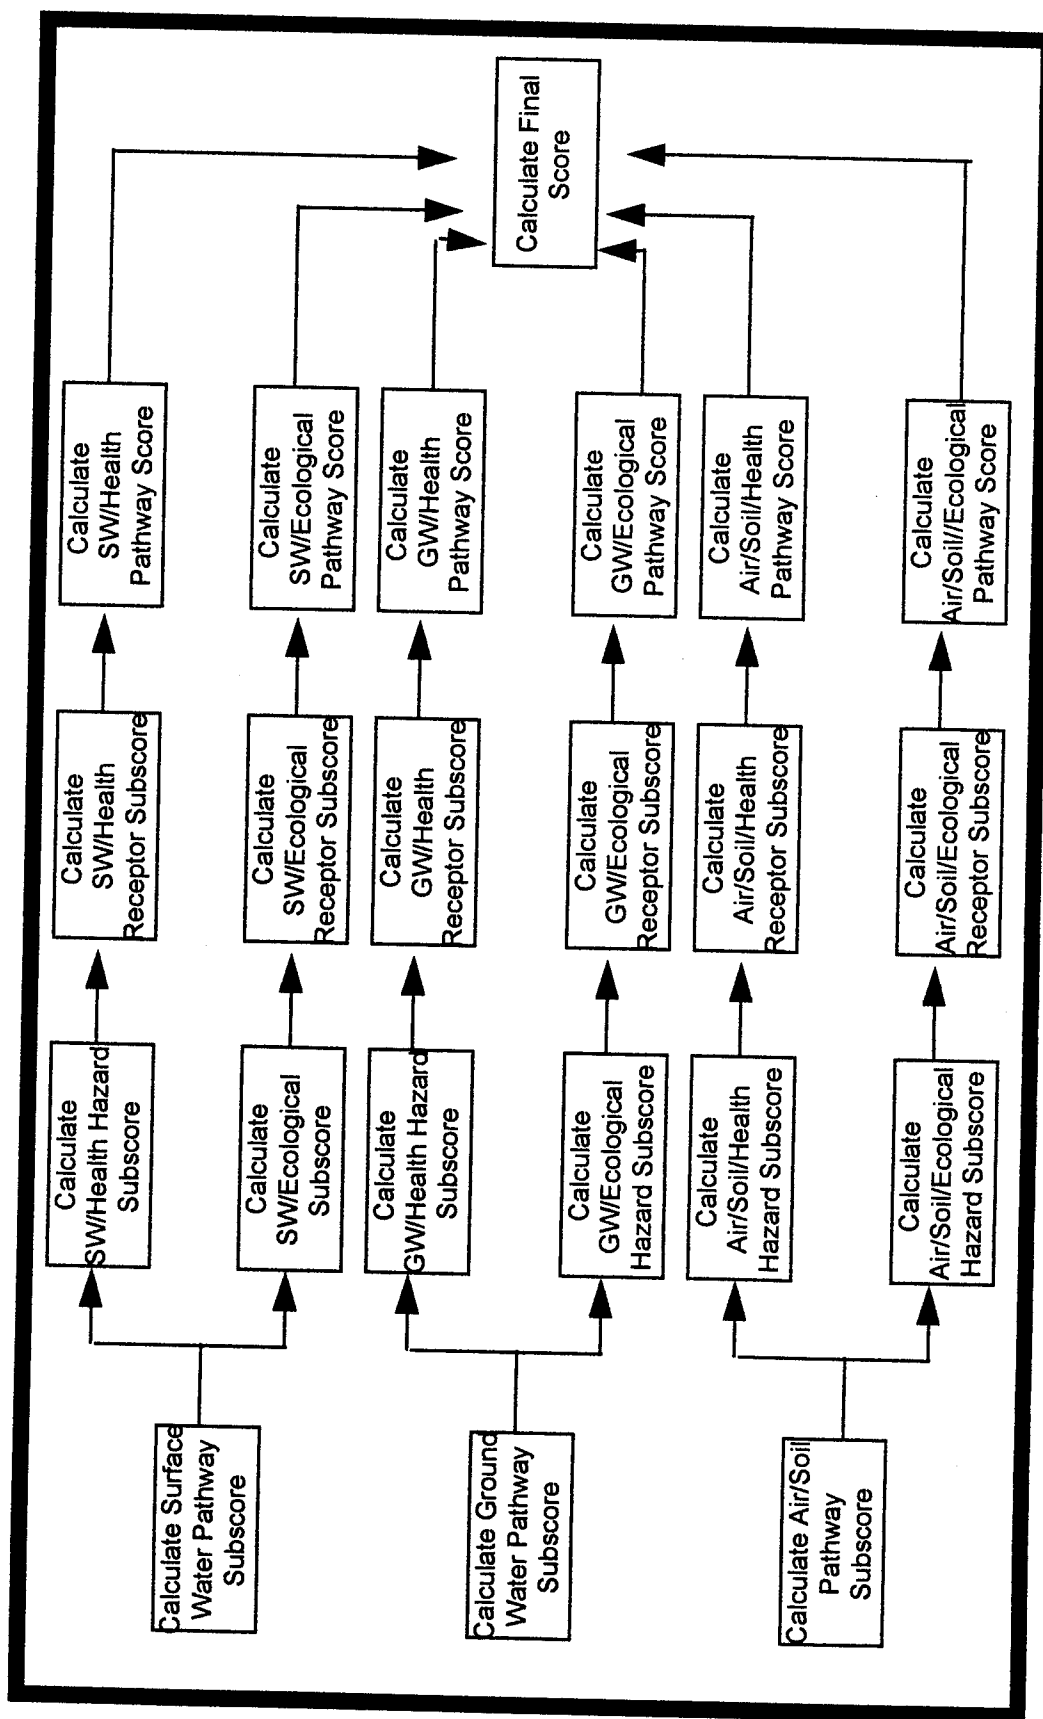 Calculate Surface
Water Pathway
Subscore
Calculate Ground
Water Pathway
Subscore
Calculate Air/Soil
Pathway
Subscore
Calculate
SW/Health Hazard
Subscore
Calculate
SW/Ecological
Subscore
Calculate
GW/Health Hazard
Subscore
Calculate
GW/Ecological
Hazard Subscore
Calculate
Air/Soil/Health
Hazard Subscore
Calculate
Air/Soil/Ecological
Hazard Subscore
Calculate
SW/Health
Receptor Subscore
Calculate
SW/Ecological
Receptor Subscore
Calculate
GW/Health
Receptor Subscore
Calculate
GW/Ecological
Receptor Subscore
Calculate
Air/Soil/Health
Receptor Subscore
Calculate
Air/Soil/Ecological
Receptor Subscore
Calculate
SW/Health
Pathway Score
Calculate
SW/Ecological
Pathway Score
Calculate
GW/Health
Pathway Score
Calculate
GW/Ecological
Pathway Score
Calculate
Air/Soil/Health
Pathway Score
Calculate
Air/Soil//Ecological
Pathway Score
Calculate Final
Score